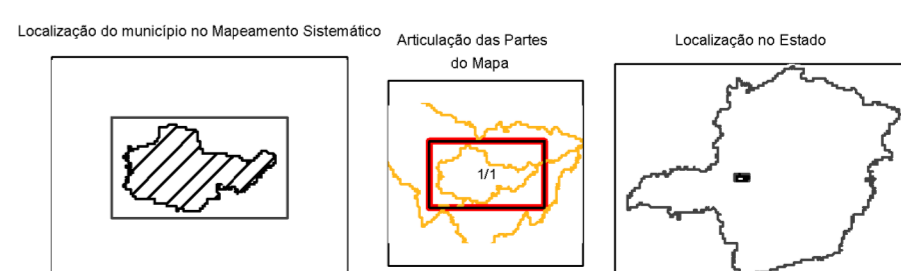 Localização do município no Mapeamento Sistemático
Articulação das Partes
do Mapa
Localização no Estado
1/1